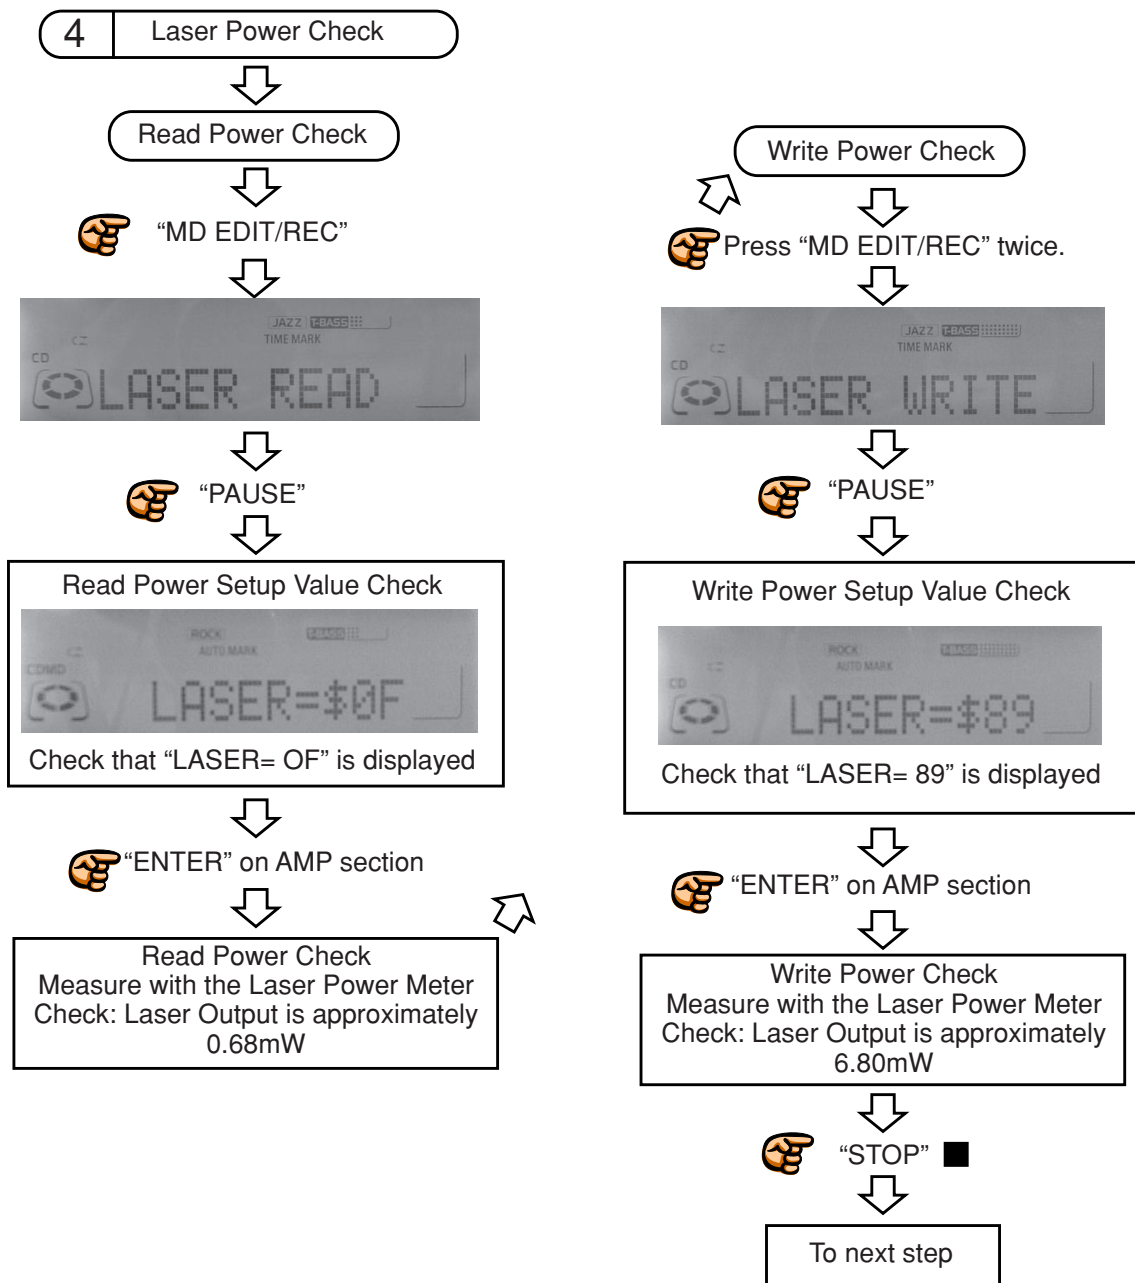 4 Laser Power Check
Read Power Check
“MD EDIT/REC”
JAZZ T-BASS
TIME MARK
CD
LASER READ
“PAUSE”
Read Power Setup Value Check
ROCK T-BASS
AUTO MARK
CDMD
LASER=$0F
Check that “LASER= OF” is displayed
“ENTER” on AMP section
Read Power Check
Measure with the Laser Power Meter
Check: Laser Output is approximately
0.68mW
Write Power Check
Press “MD EDIT/REC” twice.
JAZZ T-BASS
TIME MARK
CD
LASER WRITE
“PAUSE”
Write Power Setup Value Check
ROCK T-BASS
AUTO MARK
CD
LASER=$89
Check that “LASER= 89” is displayed
“ENTER” on AMP section
Write Power Check
Measure with the Laser Power Meter
Check: Laser Output is approximately
6.80mW
“STOP” ■
To next step